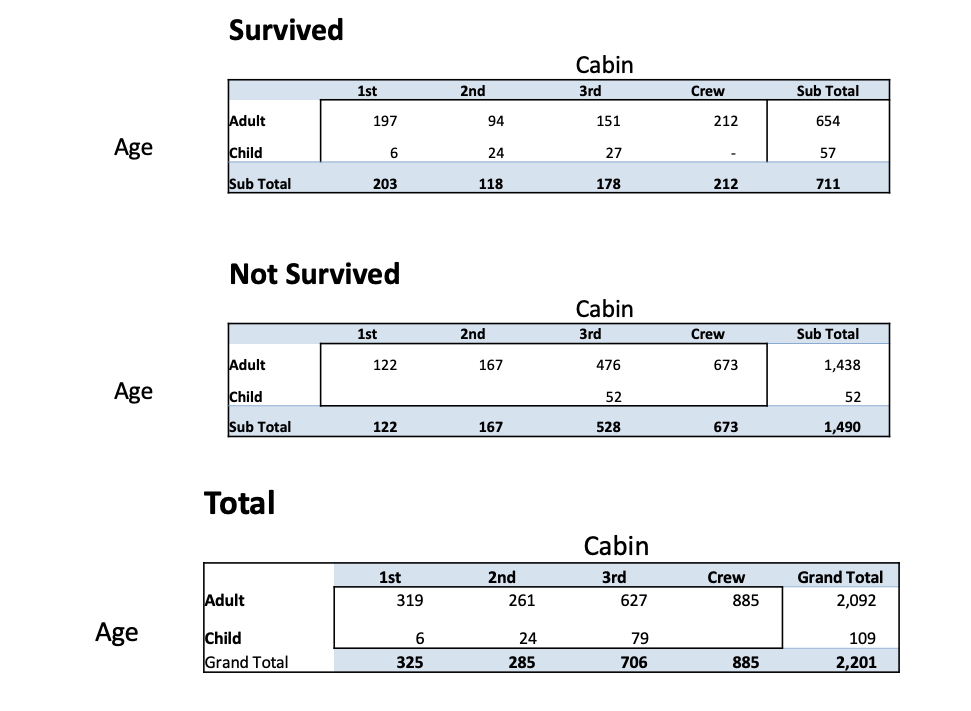 Survived
Cabin
1st 2nd 3rd Crew Sub Total
Adult 197 94 151 212 654
Age
Child 6 24 27 - 57
Sub Total 203 118 178 212 711
Not Survived
Cabin
1st 2nd 3rd Crew Sub Total
Adult 122 167 476 673 1,438
Age
Child 52 52
Sub Total 122 167 528 673 1,490
Total
Cabin
1st 2nd 3rd Crew Grand Total
Adult 319 261 627 885 2,092
Age
Child 6 24 79 109
Grand Total 325 285 706 885 2,201